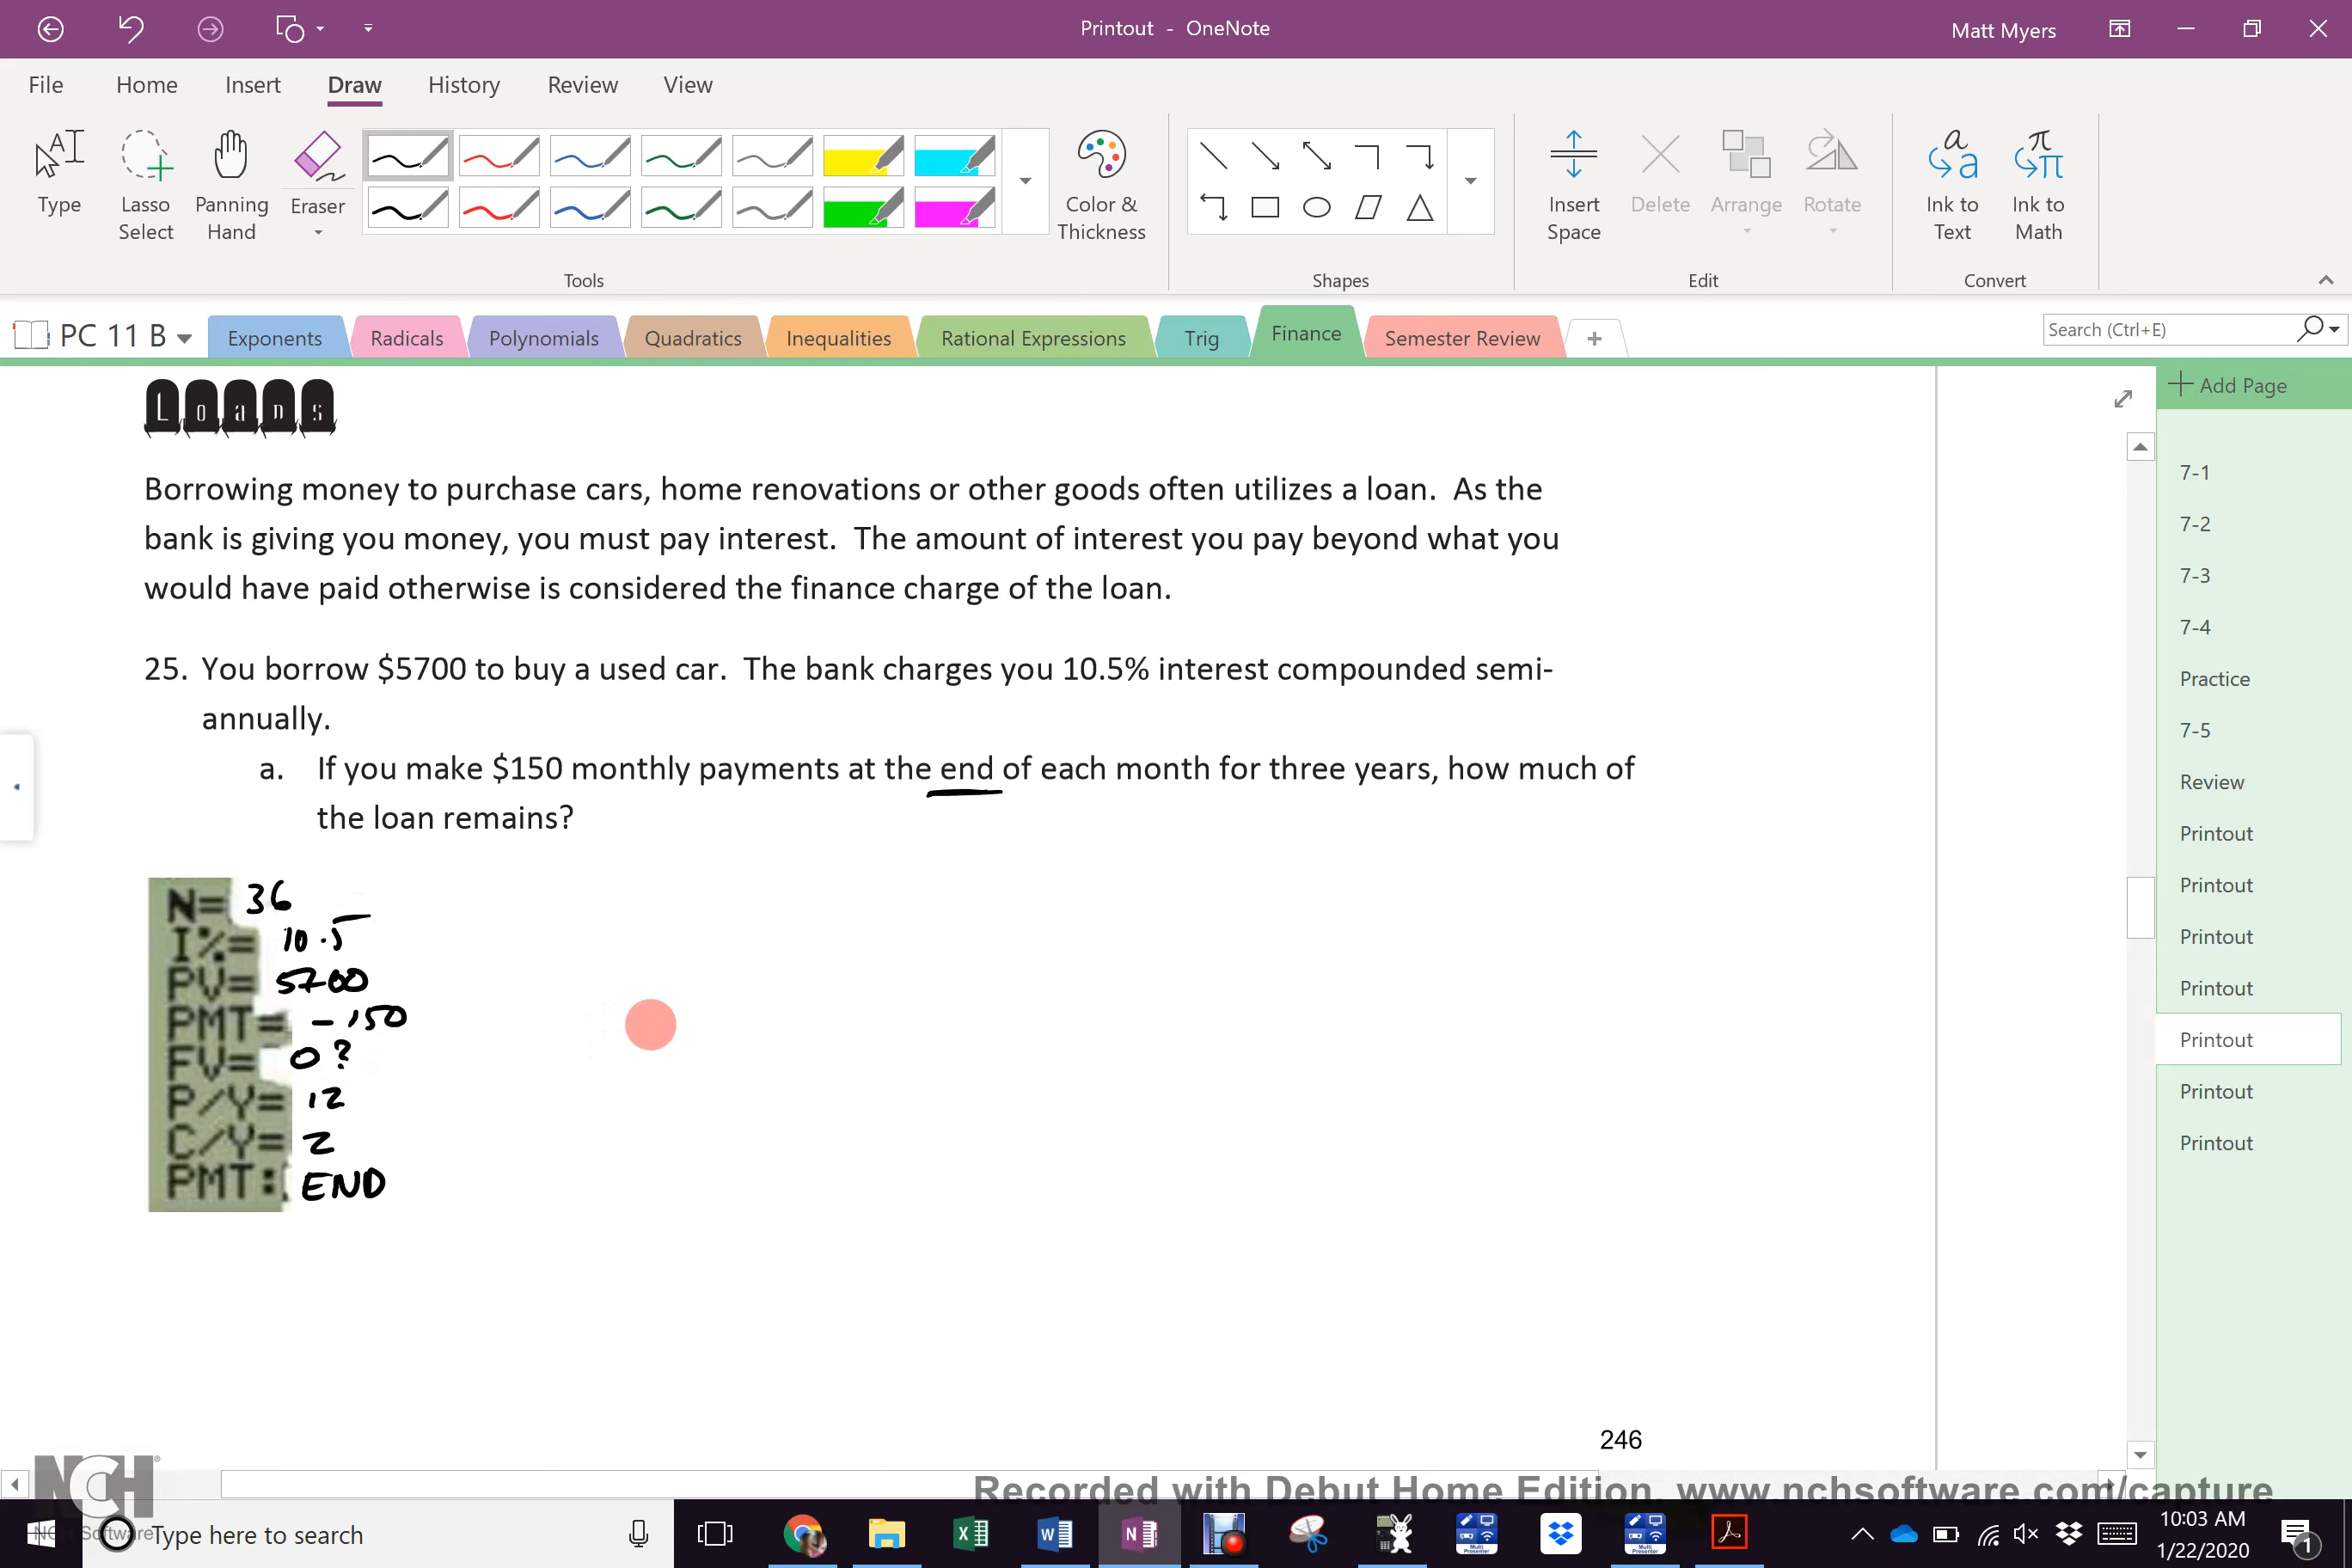 Printout - OneNote
Matt Myers
File Home Insert Draw History Review View
Type
Lasso Select
Panning Hand
Eraser
Color & Thickness
Insert Space
Delete
Arrange
Rotate
a a
Ink to Text
π π
Ink to Math
Tools
Shapes
Edit
Convert
PC 11 B
Exponents Radicals Polynomials Quadratics Inequalities Rational Expressions Trig Finance Semester Review +
Search (Ctrl+E)
Add Page
7-1
7-2
7-3
7-4
Practice
7-5
Review
Printout
Printout
Printout
Printout
Printout
Printout
Printout
Loans
Borrowing money to purchase cars, home renovations or other goods often utilizes a loan. As the
bank is giving you money, you must pay interest. The amount of interest you pay beyond what you
would have paid otherwise is considered the finance charge of the loan.
25. You borrow $5700 to buy a used car. The bank charges you 10.5% interest compounded semi-
annually.
a. If you make $150 monthly payments at the end of each month for three years, how much of
the loan remains?
N= 36
I%= 10.5
PV= 5700
PMT= -150
FV= 0?
P/Y= 12
C/Y= 2
PMT: END
246
NCH®
NCH Software
Recorded with Debut Home Edition. www.nchsoftware.com/capture
Type here to search
10:03 AM
1/22/2020
1